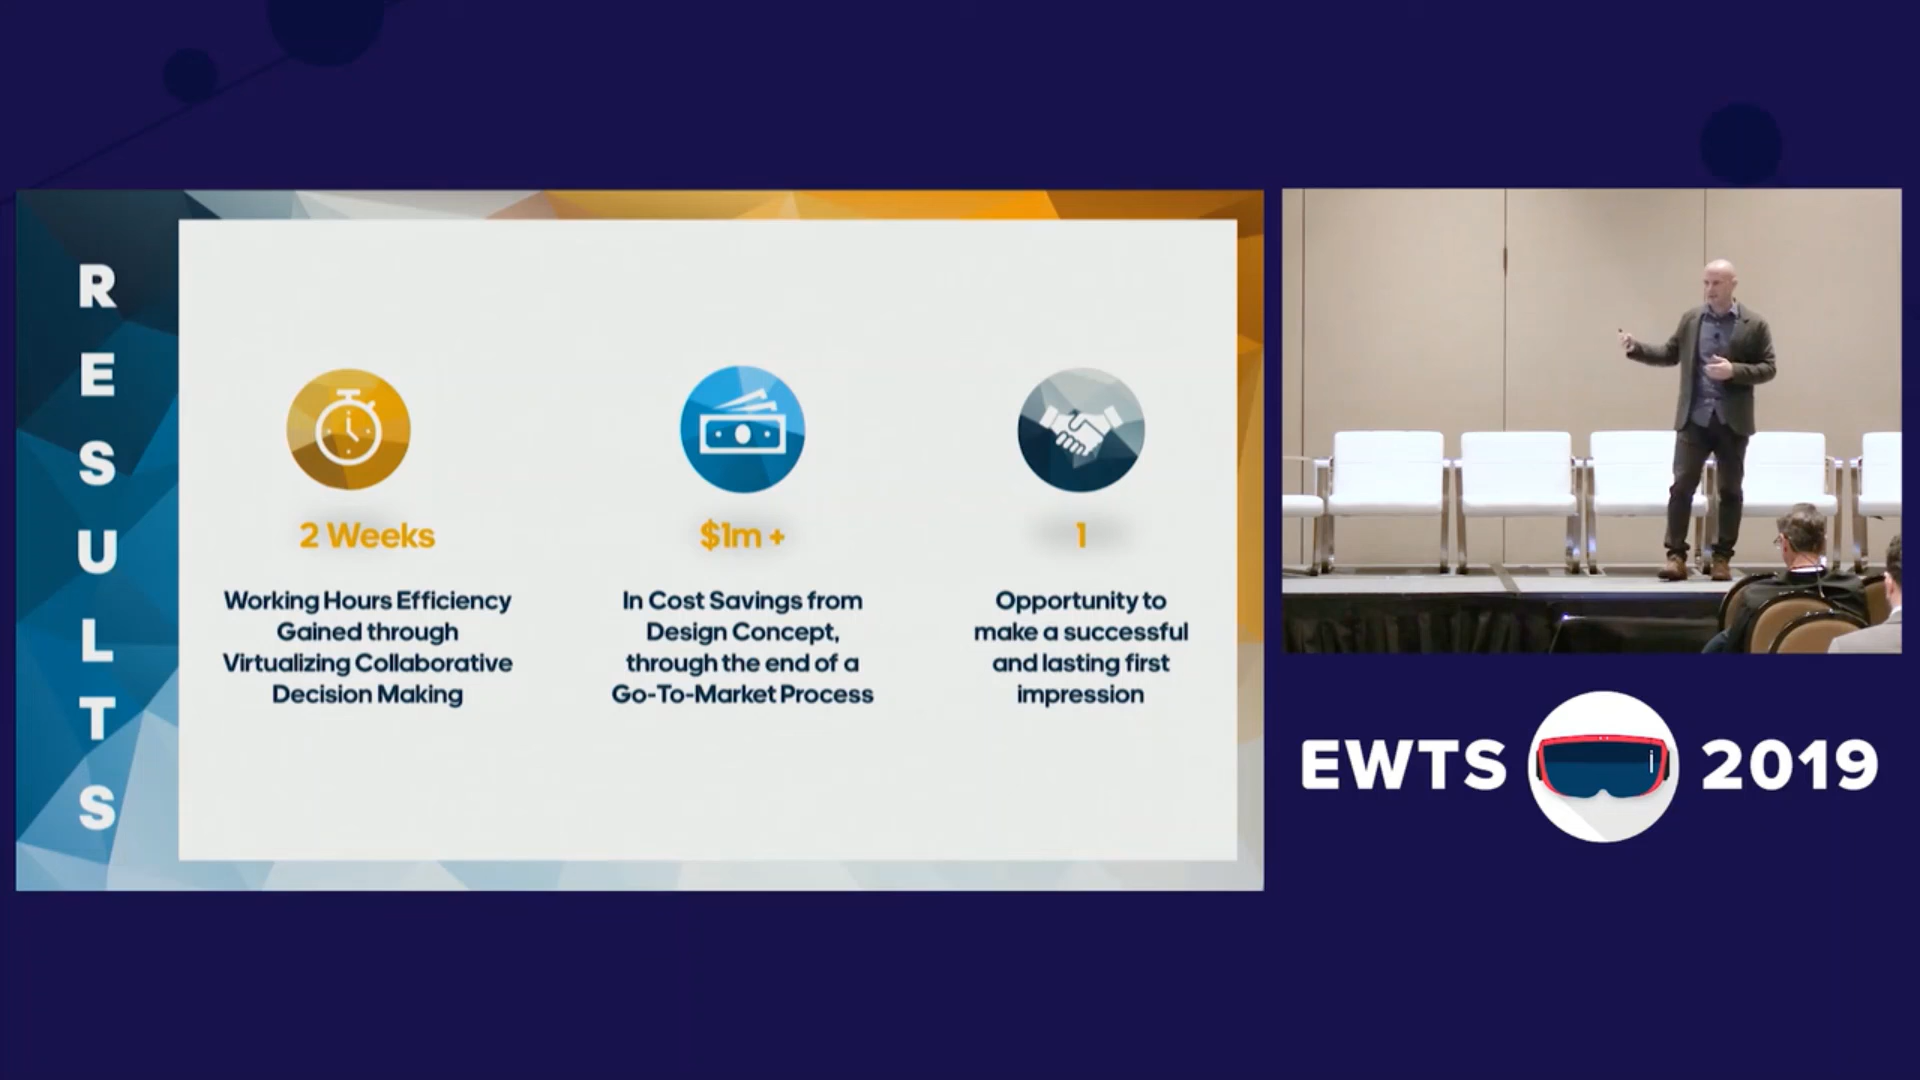 RESULTS
2 Weeks
Working Hours Efficiency
Gained through
Virtualizing Collaborative
Decision Making
$1m +
In Cost Savings from
Design Concept,
through the end of a
Go-To-Market Process
1
Opportunity to
make a successful
and lasting first
impression
EWTS 2019